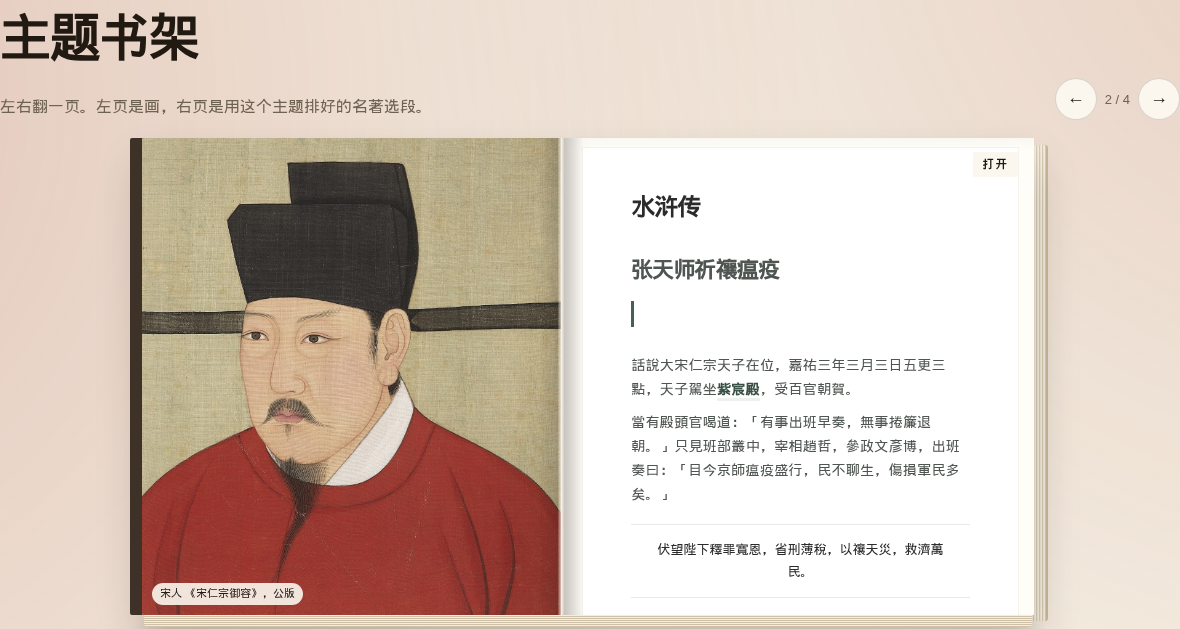 主题书架
左右翻一页。左页是画，右页是用这个主题排好的名著选段。
← 2 / 4 →
打开
水浒传
张天师祈禳瘟疫
話說大宋仁宗天子在位，嘉祐三年三月三日五更三
點，天子駕坐紫宸殿，受百官朝賀。
當有殿頭官喝道：「有事出班早奏，無事捲簾退
朝。」只見班部叢中，宰相趙哲，參政文彥博，出班
奏曰：「目今京師瘟疫盛行，民不聊生，傷損軍民多
矣。」
伏望陛下釋罪寬恩，省刑薄稅，以禳天災，救濟萬
民。
宋人《宋仁宗御容》，公版